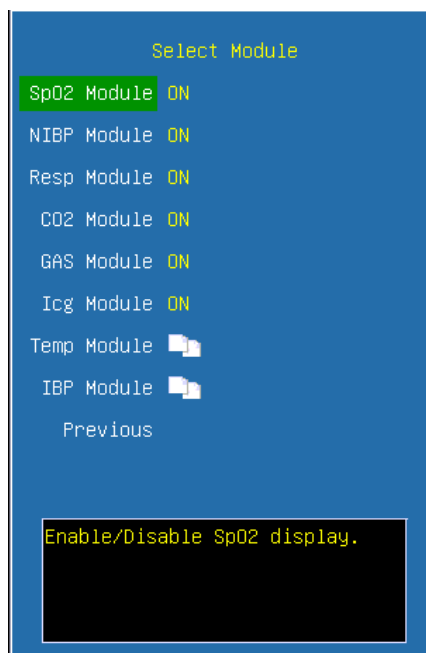 Select Module
SpO2 Module ON
NIBP Module ON
Resp Module ON
CO2 Module ON
GAS Module ON
Icg Module ON
Temp Module
IBP Module
Previous
Enable/Disable SpO2 display.